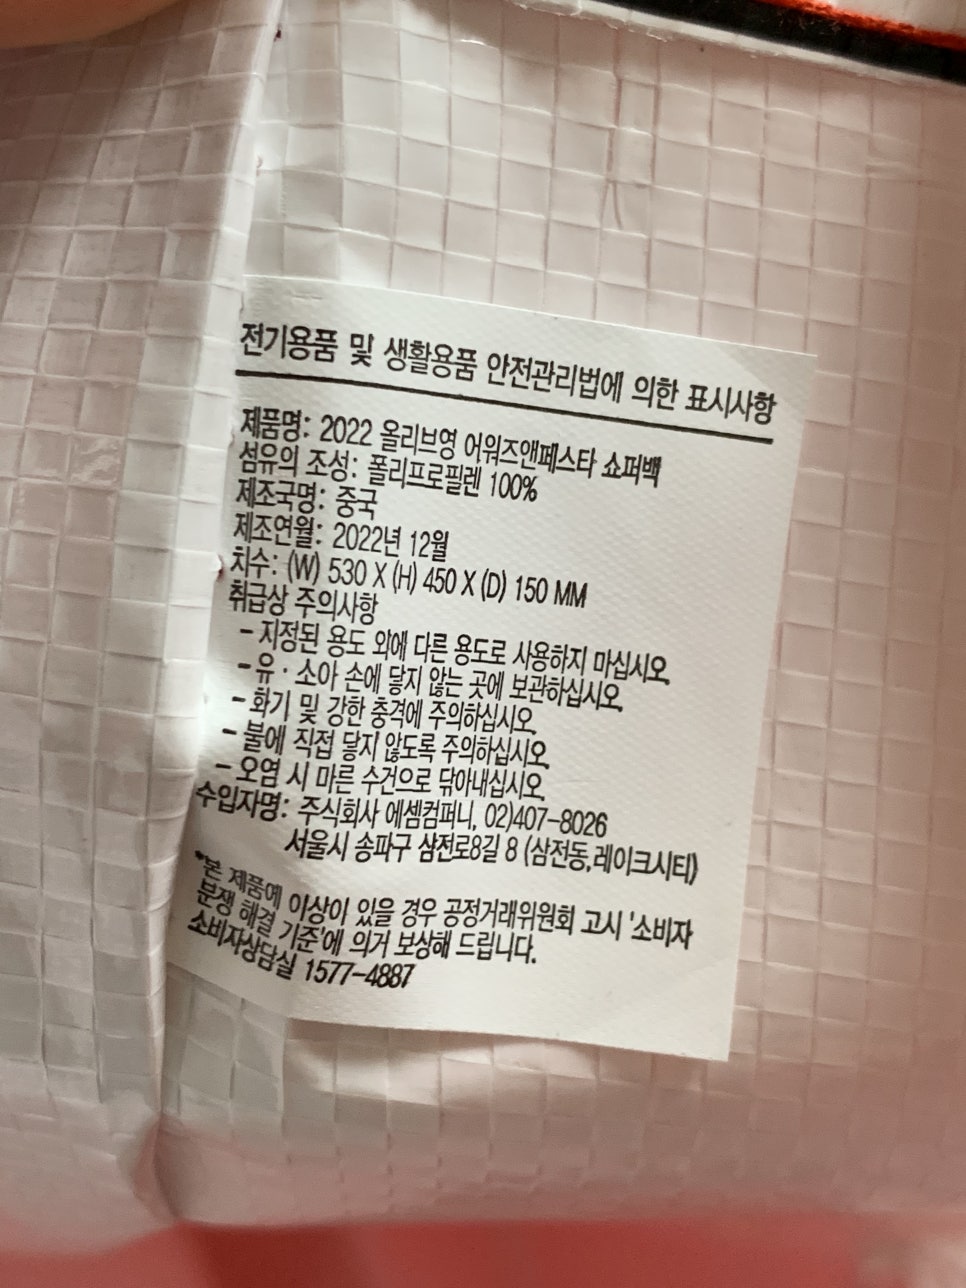 전기용품 및 생활용품 안전관리법에 의한 표시사항
제품명: 2022 올리브영 어워즈앤페스타 쇼퍼백
섬유의 조성: 폴리프로필렌 100%
제조국명: 중국
제조연월: 2022년 12월
치수: (W) 530 X (H) 450 X (D) 150 MM
취급상 주의사항
- 지정된 용도 외에 다른 용도로 사용하지 마십시오.
- 유 · 소아 손에 닿지 않는 곳에 보관하십시오.
- 화기 및 강한 충격에 주의하십시오.
- 불에 직접 닿지 않도록 주의하십시오.
- 오염 시 마른 수건으로 닦아내십시오.
수입자명: 주식회사 에셈컴퍼니, 02)407-8026
서울시 송파구 삼전로8길 8 (삼전동,레이크시티)
*본 제품에 이상이 있을 경우 공정거래위원회 고시 '소비자
분쟁 해결 기준'에 의거 보상해 드립니다.
소비자상담실 1577-4887